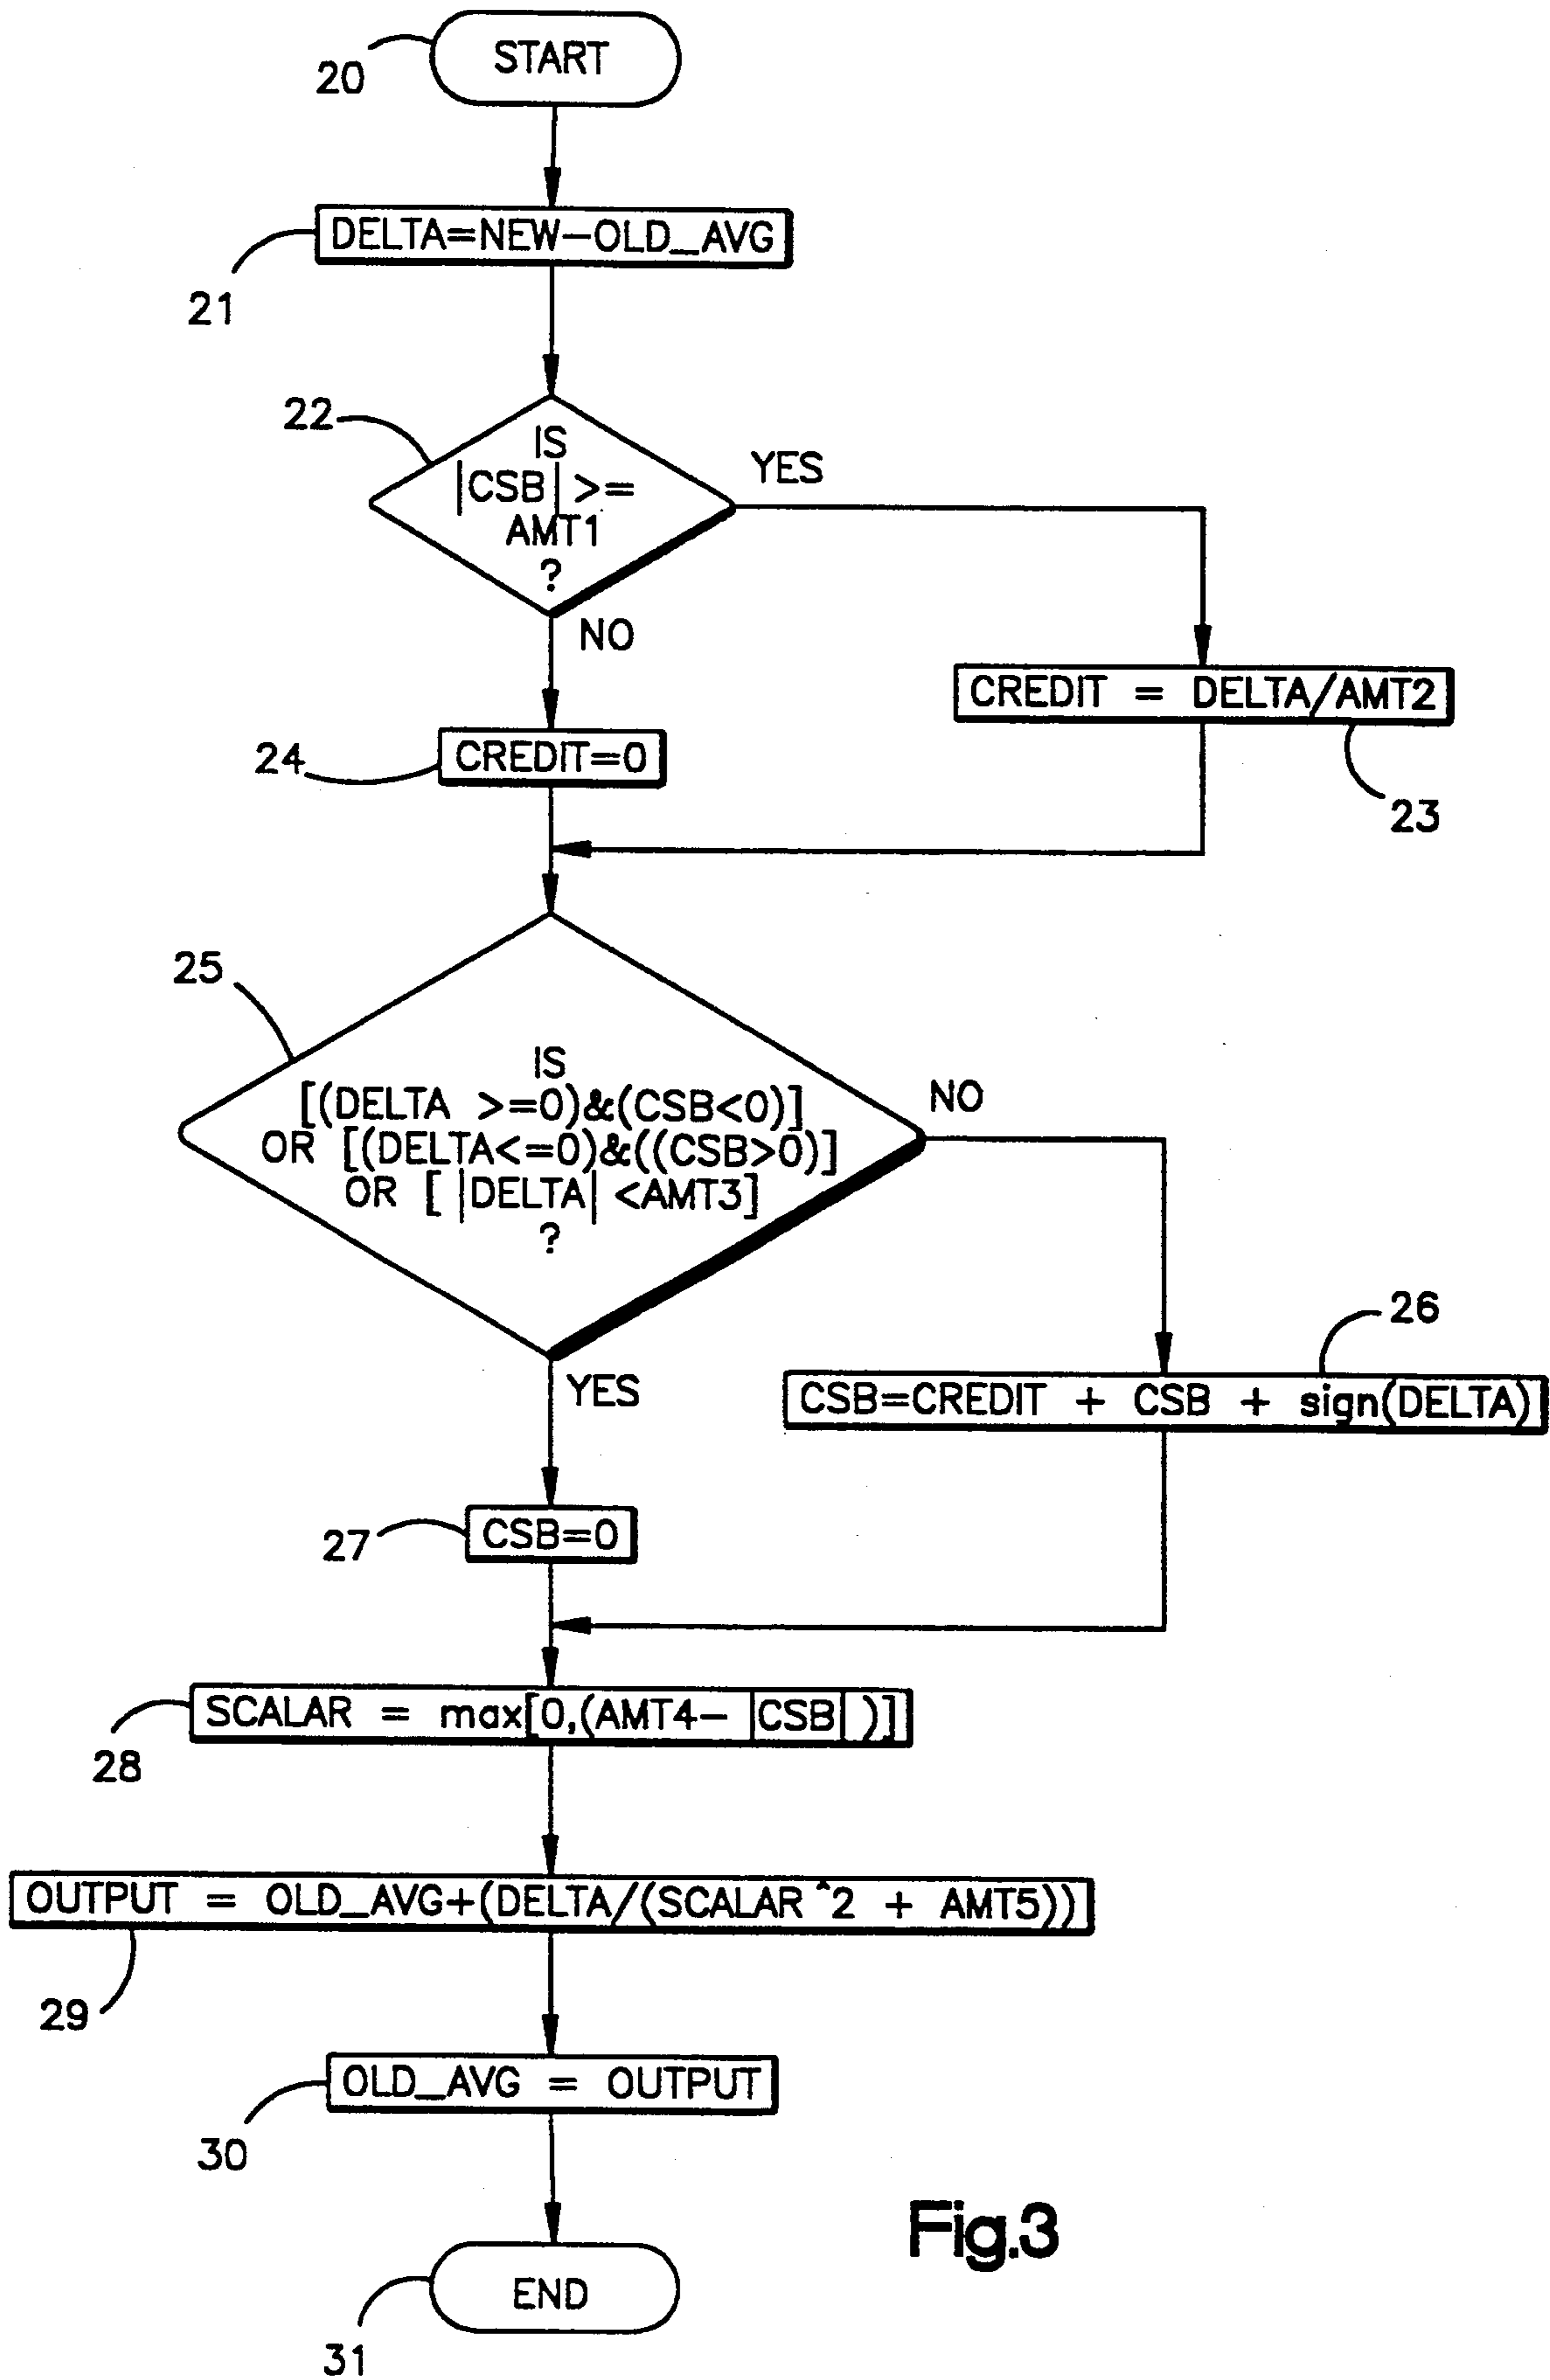 START
20
DELTA=NEW-OLD_AVG
21
22
IS
|CSB| >=
AMT1
?
YES
NO
CREDIT = DELTA/AMT2
24
CREDIT=0
23
25
IS
[(DELTA >=0)&(CSB<0)]
OR [(DELTA<=0)&((CSB>0)]
OR [ |DELTA| <AMT3]
?
NO
26
YES
CSB=CREDIT + CSB + sign(DELTA)
27
CSB=0
SCALAR = max[0,(AMT4- |CSB| )]
28
OUTPUT = OLD_AVG+(DELTA/(SCALAR^2 + AMT5))
29
OLD_AVG = OUTPUT
30
Fig.3
END
31